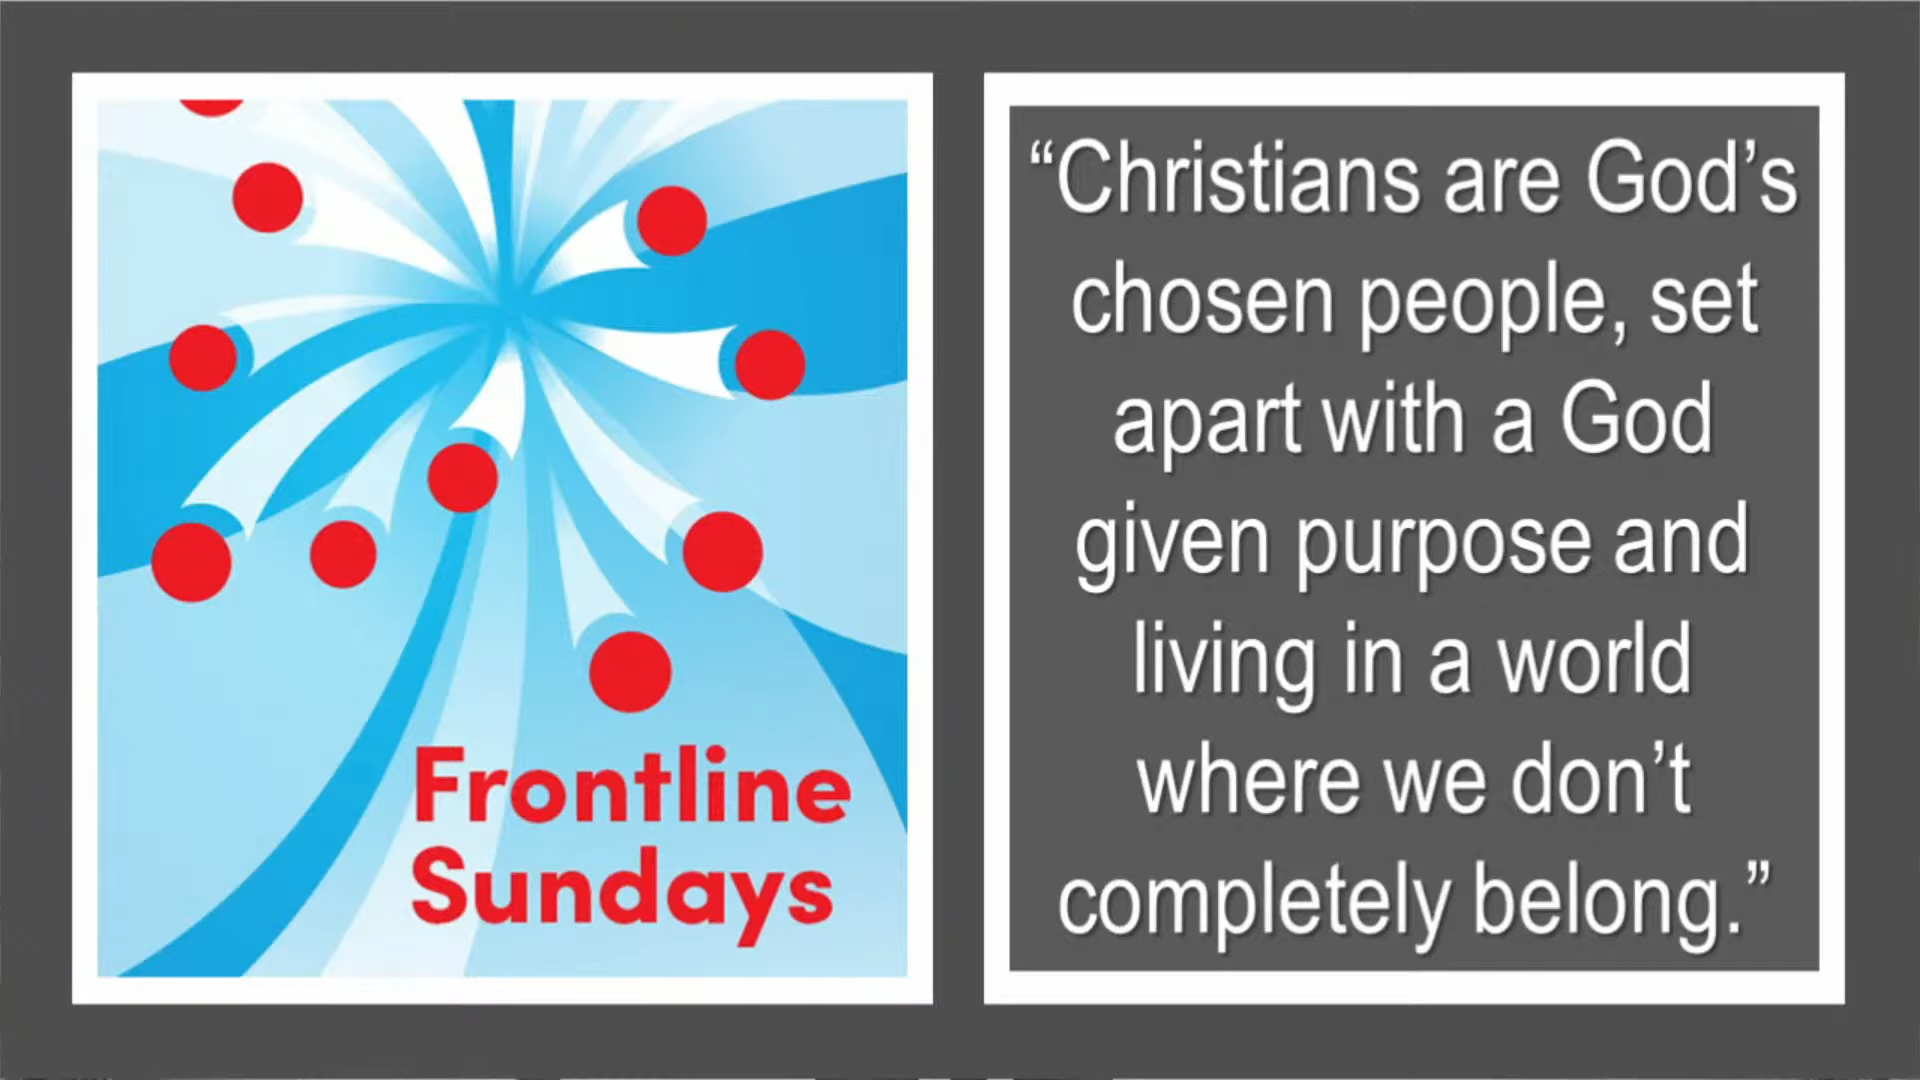 Frontline
Sundays
“Christians are God’s
chosen people, set
apart with a God
given purpose and
living in a world
where we don’t
completely belong.”